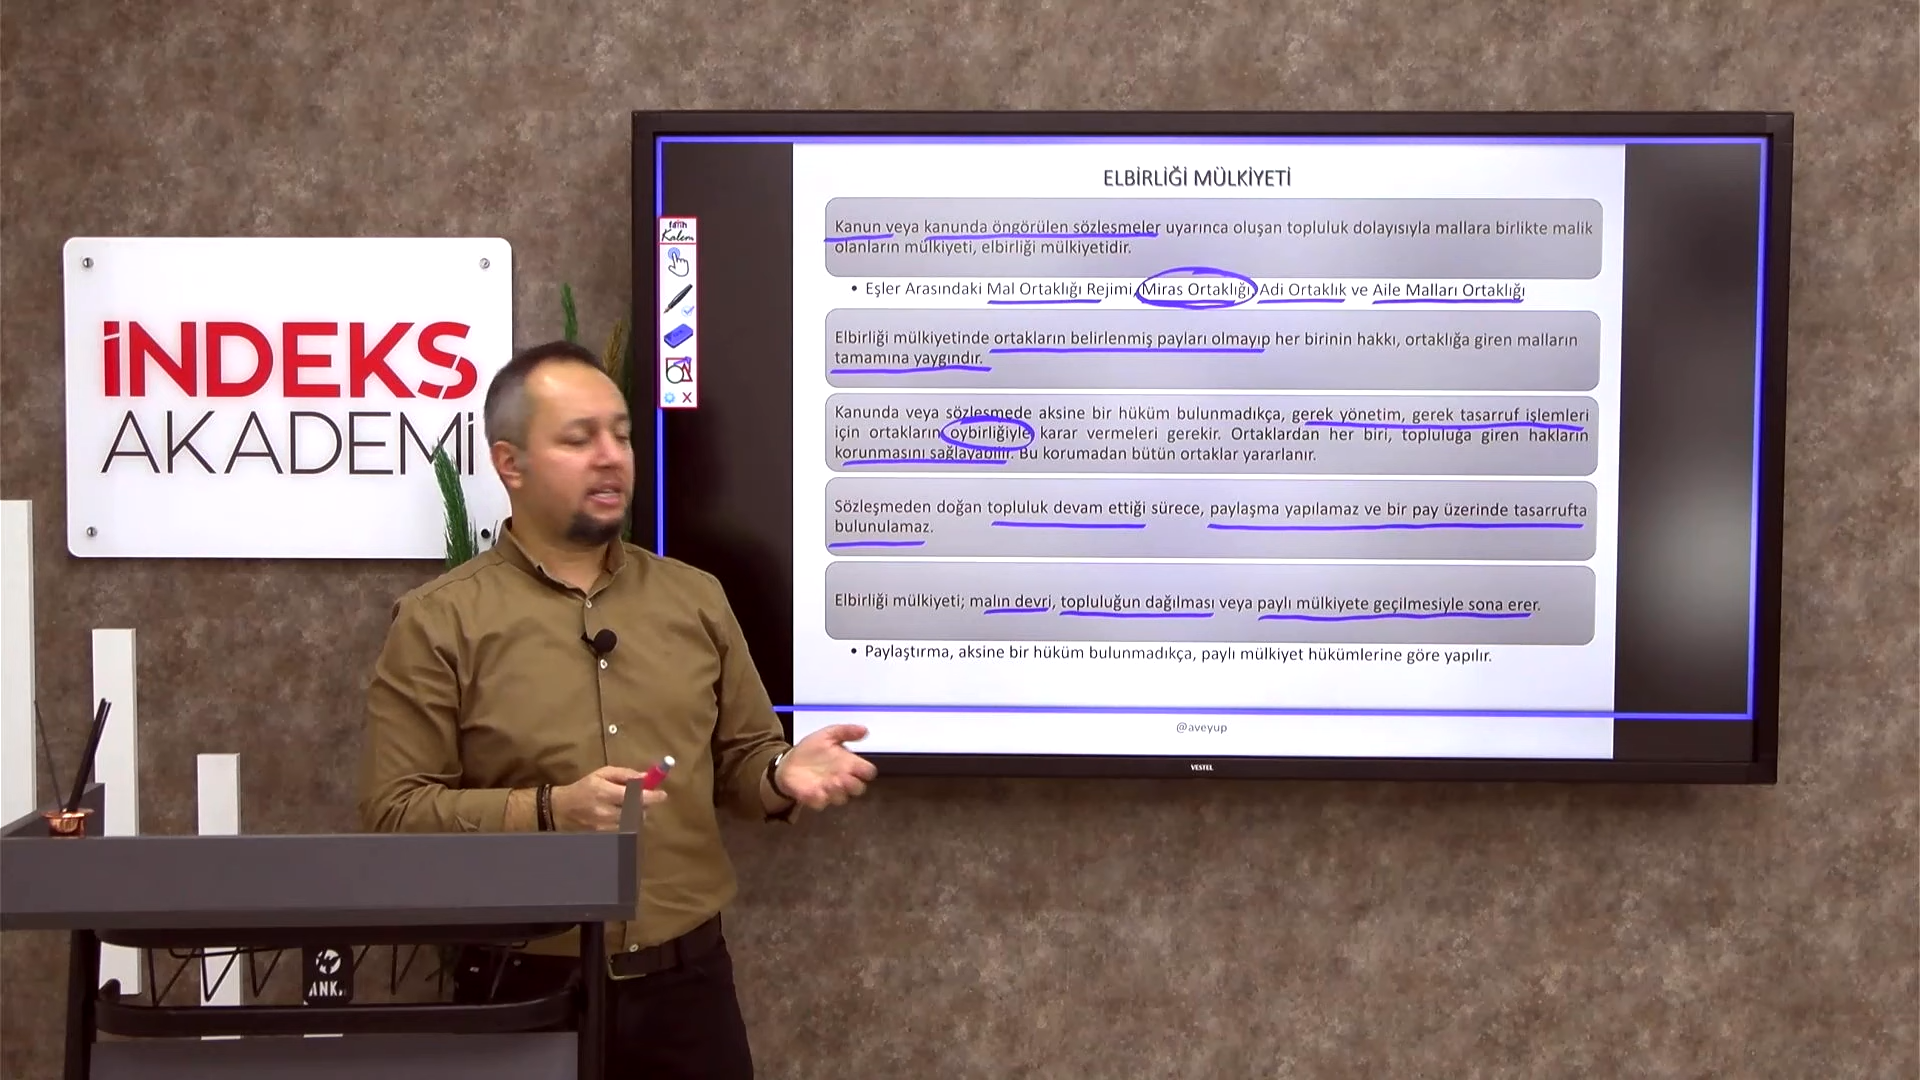 İNDEKS
AKADEMİ
fatih
Kalem
ELBİRLİĞİ MÜLKİYETİ
Kanun veya kanunda öngörülen sözleşmeler uyarınca oluşan topluluk dolayısıyla mallara birlikte malik
olanların mülkiyeti, elbirliği mülkiyetidir.
• Eşler Arasındaki Mal Ortaklığı Rejimi, Miras Ortaklığı, Adi Ortaklık ve Aile Malları Ortaklığı
Elbirliği mülkiyetinde ortakların belirlenmiş payları olmayıp her birinin hakkı, ortaklığa giren malların
tamamına yaygındır.
Kanunda veya sözleşmede aksine bir hüküm bulunmadıkça, gerek yönetim, gerek tasarruf işlemleri
için ortakların oybirliğiyle karar vermeleri gerekir. Ortaklardan her biri, topluluğa giren hakların
korunmasını sağlayabilir. Bu korumadan bütün ortaklar yararlanır.
Sözleşmeden doğan topluluk devam ettiği sürece, paylaşma yapılamaz ve bir pay üzerinde tasarrufta
bulunulamaz.
Elbirliği mülkiyeti; malın devri, topluluğun dağılması veya paylı mülkiyete geçilmesiyle sona erer.
• Paylaştırma, aksine bir hüküm bulunmadıkça, paylı mülkiyet hükümlerine göre yapılır.
@aveyup
VESTEL